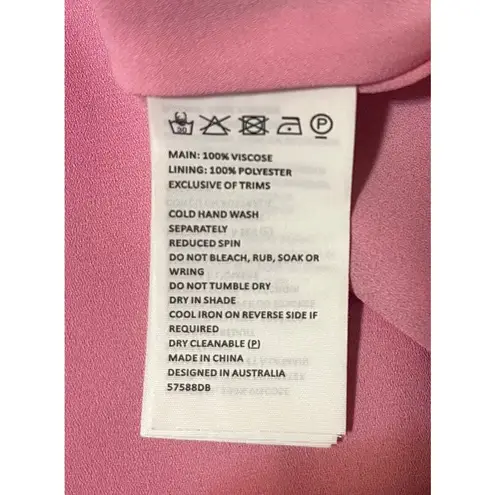 30 P
MAIN: 100% VISCOSE
LINING: 100% POLYESTER
EXCLUSIVE OF TRIMS
COLD HAND WASH
SEPARATELY
REDUCED SPIN
DO NOT BLEACH, RUB, SOAK OR
WRING
DO NOT TUMBLE DRY
DRY IN SHADE
COOL IRON ON REVERSE SIDE IF
REQUIRED
DRY CLEANABLE (P)
MADE IN CHINA
DESIGNED IN AUSTRALIA
57588DB